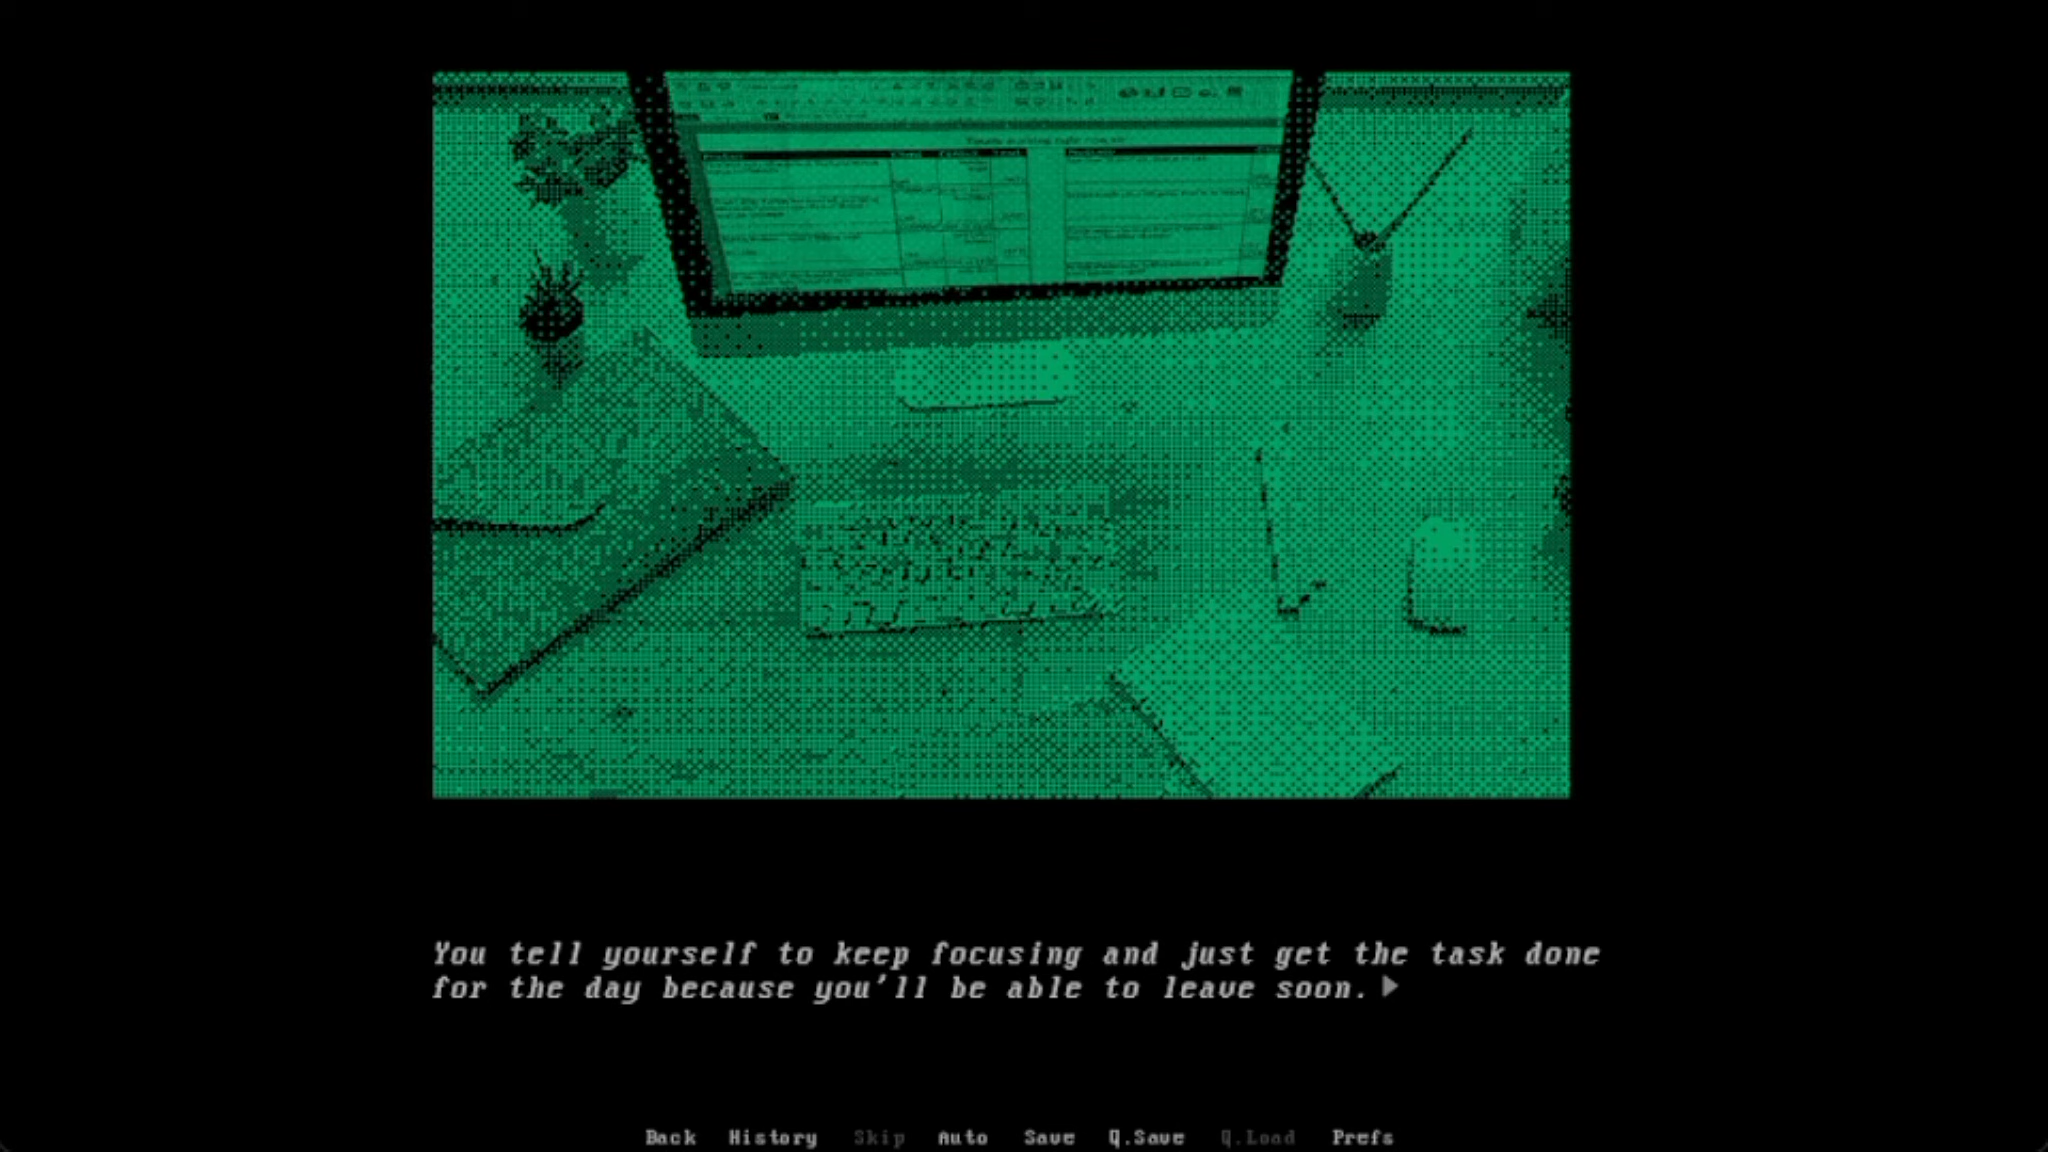 You tell yourself to keep focusing and just get the task done
for the day because you'll be able to leave soon.
Back History Skip Auto Save Q.Save Q.Load Prefs